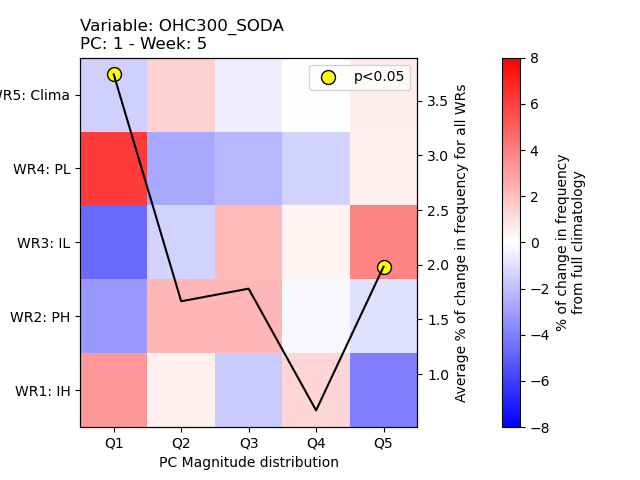 Variable: OHC300_SODA
PC: 1 - Week: 5
p<0.05
WR5: Clima
WR4: PL
WR3: IL
WR2: PH
WR1: IH
Q1 Q2 Q3 Q4 Q5
PC Magnitude distribution
3.5
3.0
2.5
2.0
1.5
1.0
Average % of change in frequency for all WRs
8
6
4
2
0
−2
−4
−6
−8
% of change in frequency
from full climatology